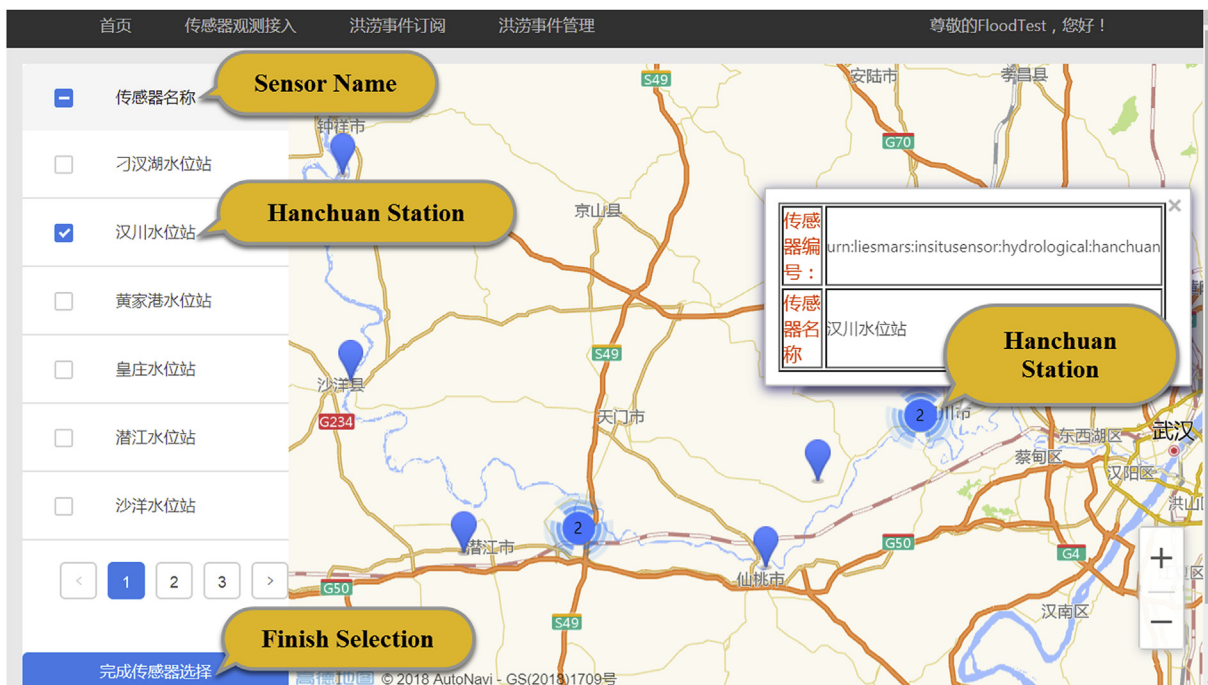 首页 传感器观测接入 洪涝事件订阅 洪涝事件管理 尊敬的FloodTest，您好！
传感器名称
Sensor Name
刁汊湖水位站
汉川水位站
Hanchuan Station
黄家港水位站
皇庄水位站
潜江水位站
沙洋水位站
1 2 3
Finish Selection
完成传感器选择
S49
安陆市
孝昌县
钟祥市
G70
京山县
传感
器编
号：
urn:liesmars:insitusensor:hydrological:hanchuan
传感
器名
称
汉川水位站
Hanchuan
Station
S49
沙洋县
G234
天门市
2
川市
东西湖区
武汉
蔡甸区
汉阳区
洪山
2
潜江市
G50
G4
仙桃市
G50
汉南区
S49
高德地图 © 2018 AutoNavi - GS(2018)1709号